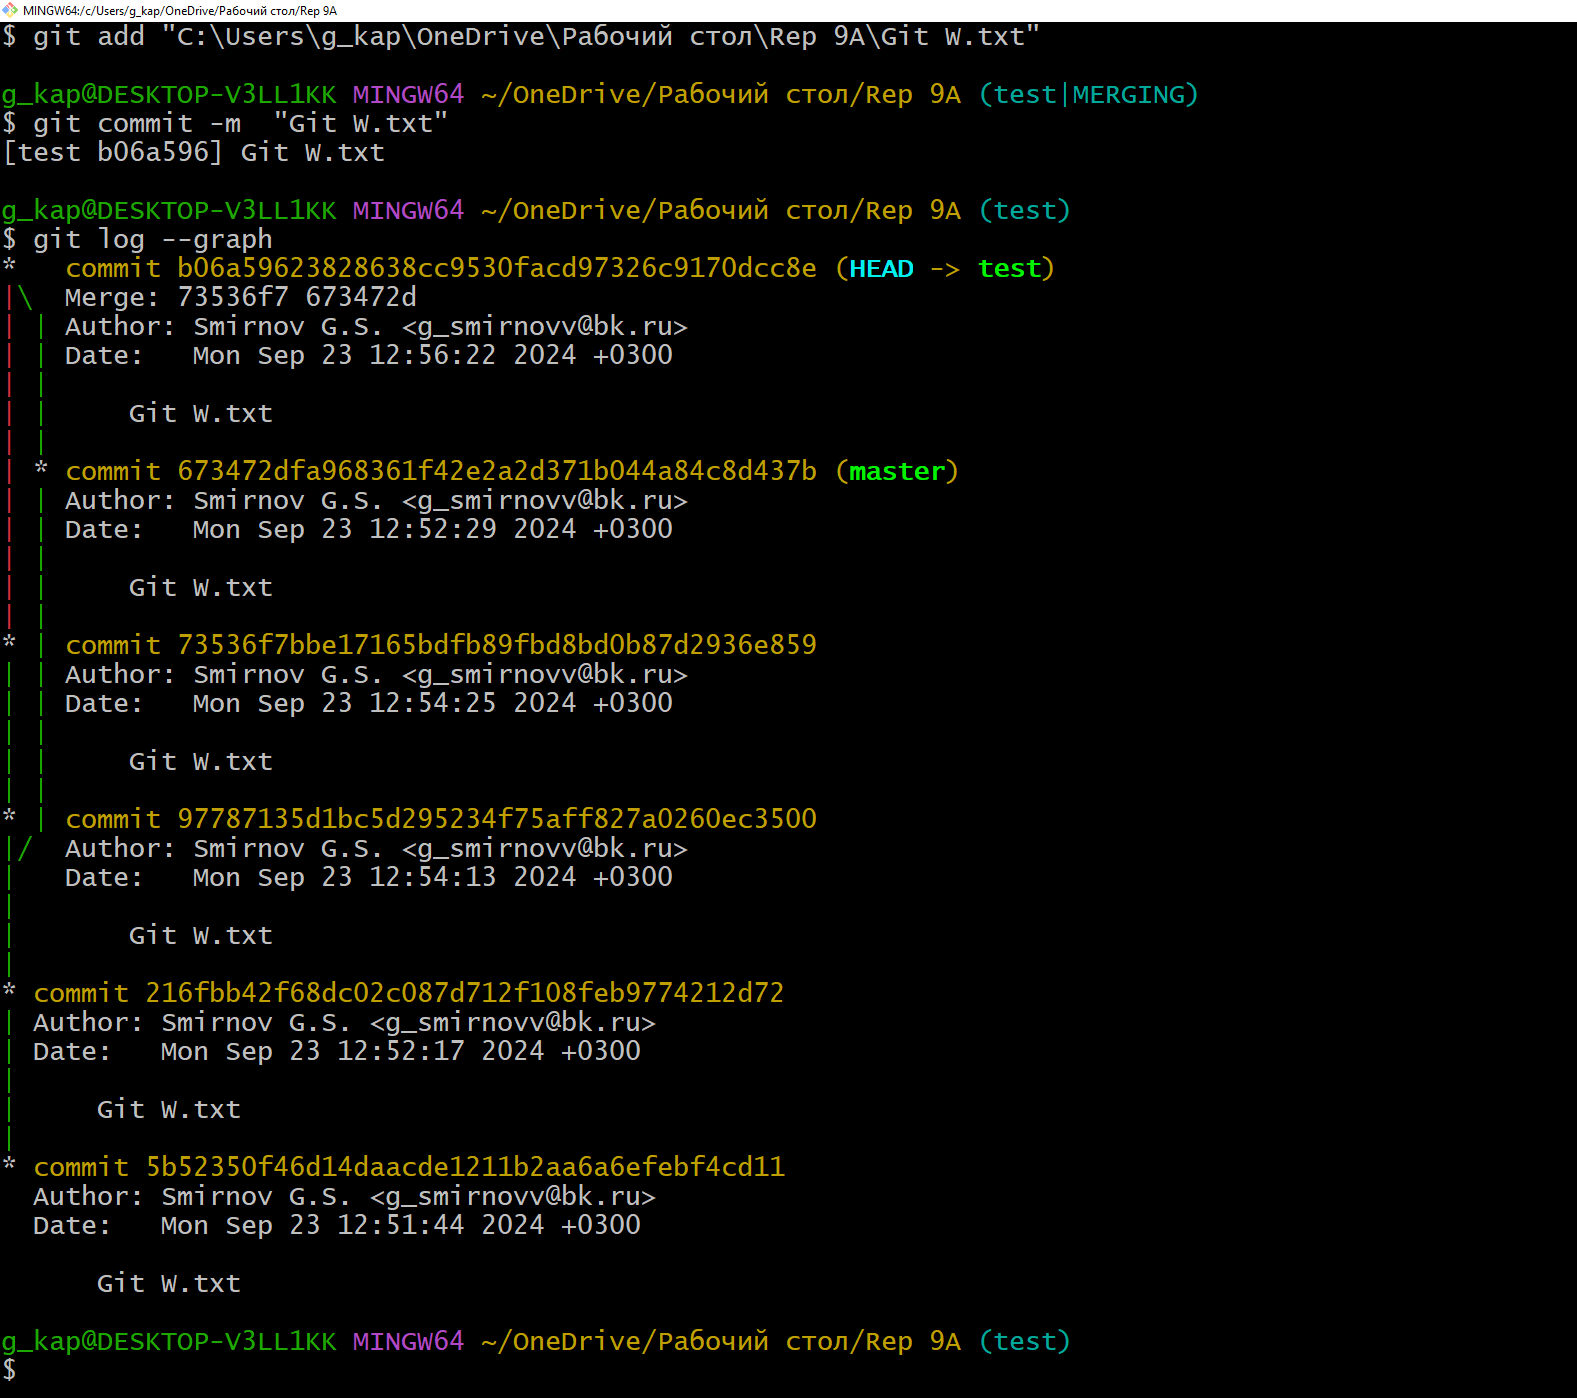 MINGW64:/c/Users/g_kap/OneDrive/Рабочий стол/Rep 9A
$ git add "C:\Users\g_kap\OneDrive\Рабочий стол\Rep 9A\Git W.txt"
g_kap@DESKTOP-V3LL1KK MINGW64 ~/OneDrive/Рабочий стол/Rep 9A (test|MERGING)
$ git commit -m  "Git W.txt"
[test b06a596] Git W.txt
g_kap@DESKTOP-V3LL1KK MINGW64 ~/OneDrive/Рабочий стол/Rep 9A (test)
$ git log --graph
*   commit b06a59623828638cc9530facd97326c9170dcc8e (HEAD -> test)
|\  Merge: 73536f7 673472d
| | Author: Smirnov G.S. <g_smirnovv@bk.ru>
| | Date:   Mon Sep 23 12:56:22 2024 +0300
| |
| |     Git W.txt
| |
| * commit 673472dfa968361f42e2a2d371b044a84c8d437b (master)
| | Author: Smirnov G.S. <g_smirnovv@bk.ru>
| | Date:   Mon Sep 23 12:52:29 2024 +0300
| |
| |     Git W.txt
| |
* | commit 73536f7bbe17165bdfb89fbd8bd0b87d2936e859
| | Author: Smirnov G.S. <g_smirnovv@bk.ru>
| | Date:   Mon Sep 23 12:54:25 2024 +0300
| |
| |     Git W.txt
| |
* | commit 97787135d1bc5d295234f75aff827a0260ec3500
|/  Author: Smirnov G.S. <g_smirnovv@bk.ru>
|   Date:   Mon Sep 23 12:54:13 2024 +0300
|
|       Git W.txt
|
* commit 216fbb42f68dc02c087d712f108feb9774212d72
| Author: Smirnov G.S. <g_smirnovv@bk.ru>
| Date:   Mon Sep 23 12:52:17 2024 +0300
|
|     Git W.txt
|
* commit 5b52350f46d14daacde1211b2aa6a6efebf4cd11
  Author: Smirnov G.S. <g_smirnovv@bk.ru>
  Date:   Mon Sep 23 12:51:44 2024 +0300
      Git W.txt
g_kap@DESKTOP-V3LL1KK MINGW64 ~/OneDrive/Рабочий стол/Rep 9A (test)
$